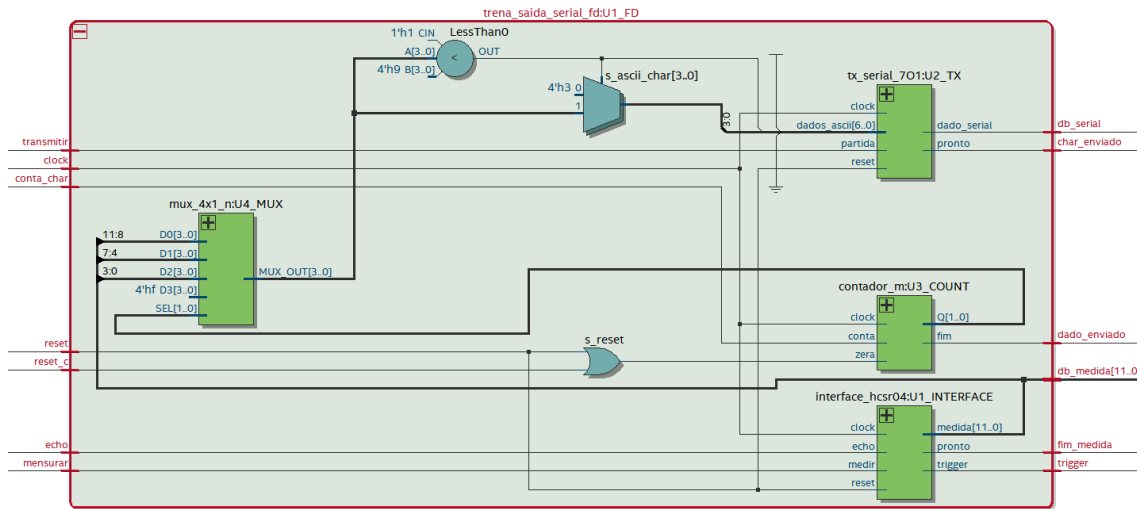 trena_saida_serial_fd:U1_FD
1'h1 CIN
LessThan0
A[3..0]
<
OUT
4'h9 B[3..0]
s_ascii_char[3..0]
4'h3 0
1
3:0
tx_serial_7O1:U2_TX
clock
dados_ascii[6..0]
dado_serial
partida
pronto
reset
db_serial
char_enviado
transmitir
clock
conta_char
mux_4x1_n:U4_MUX
11:8
D0[3..0]
7:4
D1[3..0]
3:0
D2[3..0]
MUX_OUT[3..0]
4'hf D3[3..0]
SEL[1..0]
contador_m:U3_COUNT
clock
Q[1..0]
conta
fim
zera
dado_enviado
reset
reset_c
s_reset
db_medida[11..0
interface_hcsr04:U1_INTERFACE
clock
medida[11..0]
echo
pronto
medir
trigger
reset
echo
mensurar
fim_medida
trigger